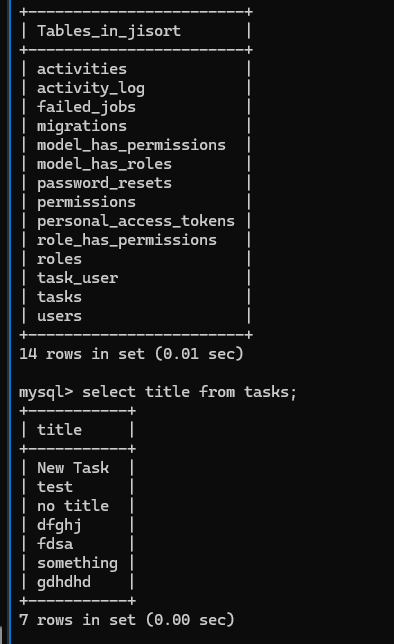 +-------------------------+
| Tables_in_jisort        |
+-------------------------+
| activities              |
| activity_log            |
| failed_jobs             |
| migrations              |
| model_has_permissions   |
| model_has_roles         |
| password_resets         |
| permissions             |
| personal_access_tokens  |
| role_has_permissions    |
| roles                   |
| task_user               |
| tasks                   |
| users                   |
+-------------------------+
14 rows in set (0.01 sec)
mysql> select title from tasks;
+-----------+
| title     |
+-----------+
| New Task  |
| test      |
| no title  |
| dfghj     |
| fdsa      |
| something |
| gdhdhd    |
+-----------+
7 rows in set (0.00 sec)